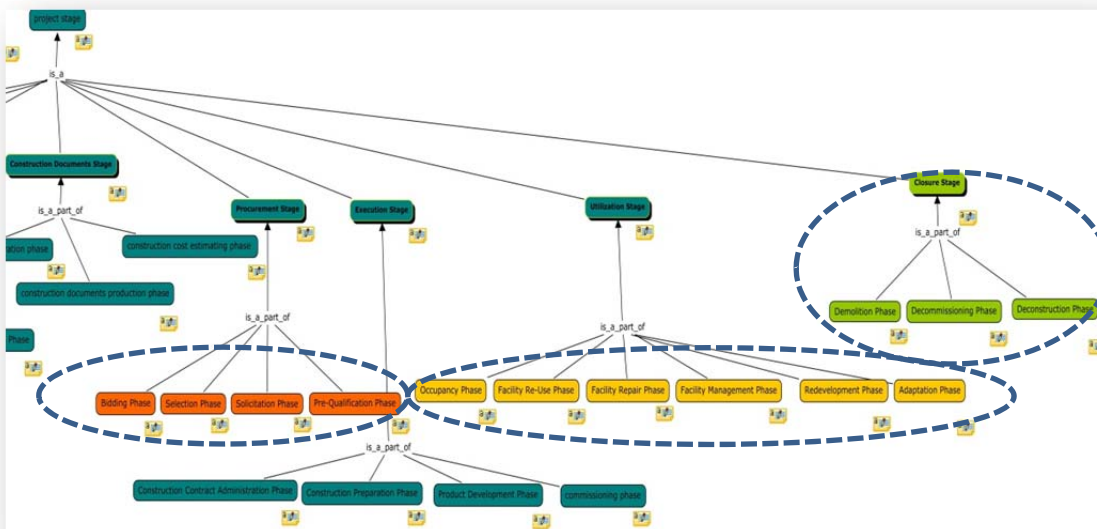 project stage
is_a
Construction Documents Stage
Procurement Stage
Execution Stage
Utilization Stage
Closure Stage
is_a_part_of
is_a_part_of
ration phase
construction cost estimating phase
construction documents production phase
Demolition Phase
Decommissioning Phase
Deconstruction Phase
is_a_part_of
is_a_part_of
Phase
Bidding Phase
Selection Phase
Solicitation Phase
Pre-Qualification Phase
Occupancy Phase
Facility Re-Use Phase
Facility Repair Phase
Facility Management Phase
Redevelopment Phase
Adaptation Phase
is_a_part_of
Construction Contract Administration Phase
Construction Preparation Phase
Product Development Phase
commissioning phase